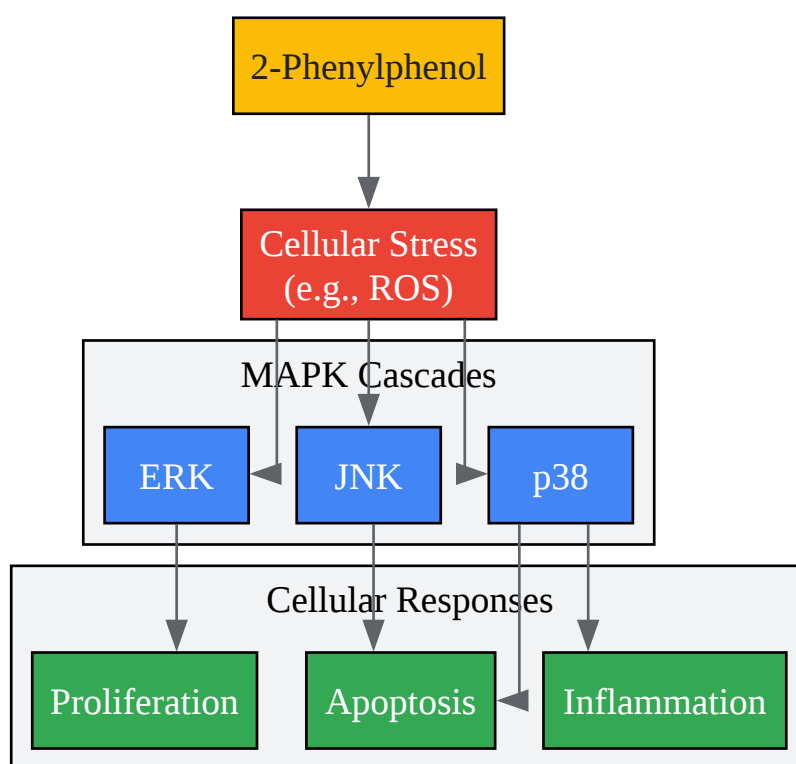 2-Phenylphenol
Cellular Stress
(e.g., ROS)
MAPK Cascades
ERK
JNK
p38
Cellular Responses
Proliferation
Apoptosis
Inflammation